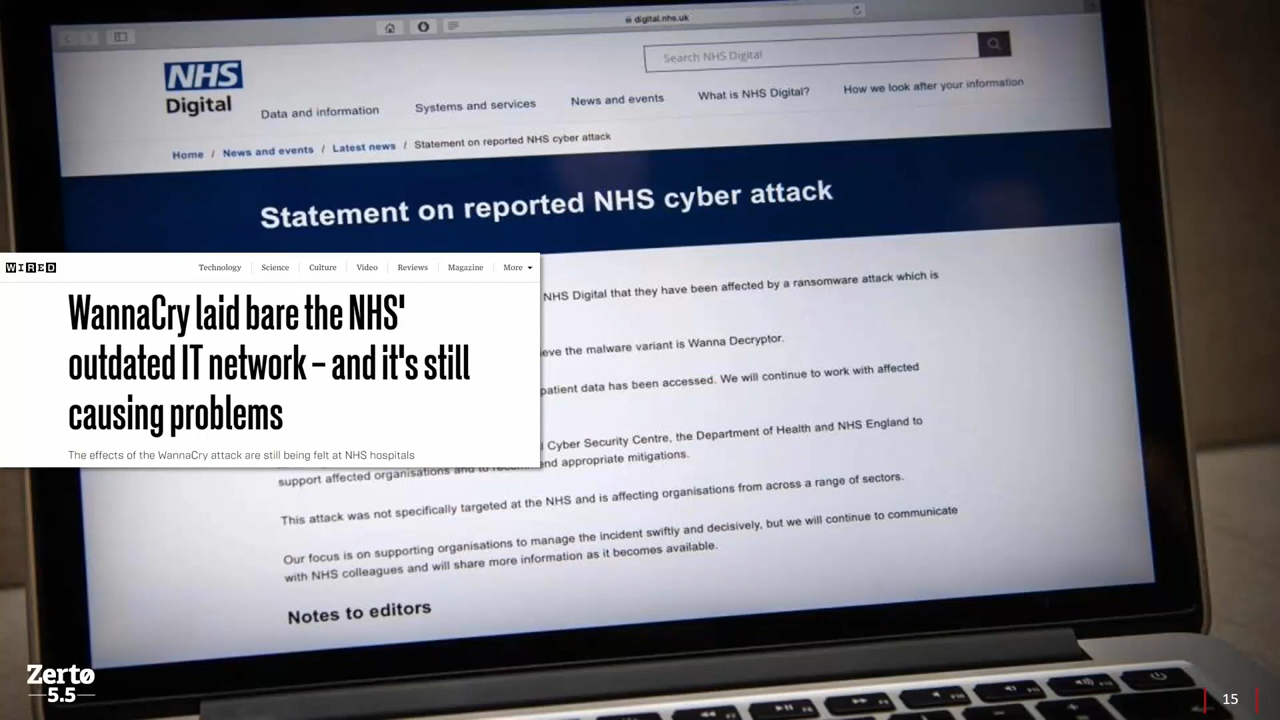 digital.nhs.uk
NHS
Digital
Search NHS Digital
Data and information
Systems and services
News and events
What is NHS Digital?
How we look after your information
Home / News and events / Latest news / Statement on reported NHS cyber attack
Statement on reported NHS cyber attack
NHS Digital that they have been affected by a ransomware attack which is
the malware variant is Wanna Decryptor.
patient data has been accessed. We will continue to work with affected
Cyber Security Centre, the Department of Health and NHS England to
support affected organisations and to appropriate mitigations.
This attack was not specifically targeted at the NHS and is affecting organisations from across a range of sectors.
Our focus is on supporting organisations to manage the incident swiftly and decisively, but we will continue to communicate
with NHS colleagues and will share more information as it becomes available.
Notes to editors
WIRED
Technology
Science
Culture
Video
Reviews
Magazine
More
WannaCry laid bare the NHS'
outdated IT network – and it's still
causing problems
The effects of the WannaCry attack are still being felt at NHS hospitals
Zerto
5.5
15